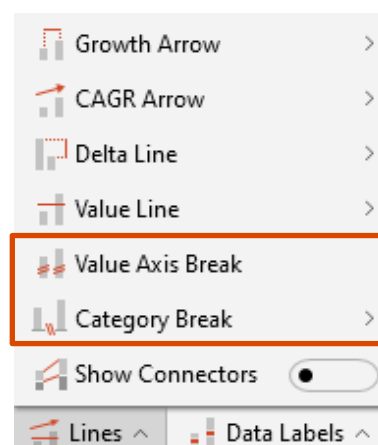 Growth Arrow
CAGR Arrow
Delta Line
Value Line
Value Axis Break
Category Break
Show Connectors
Lines Data Labels